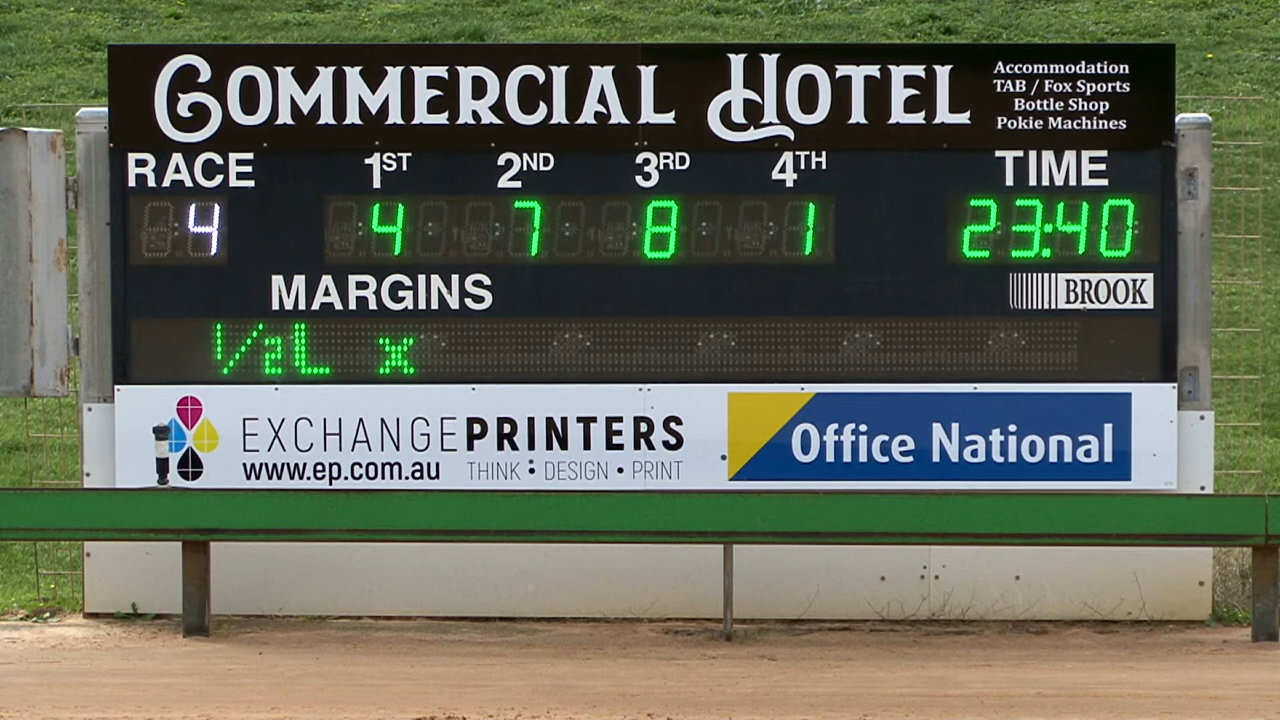 COMMERCIAL HOTEL
Accommodation
TAB / Fox Sports
Bottle Shop
Pokie Machines
RACE 1ST 2ND 3RD 4TH TIME
4 4 7 8 1 23:40
MARGINS
BROOK
1/2L x
EXCHANGEPRINTERS
www.ep.com.au THINK • DESIGN • PRINT
Office National